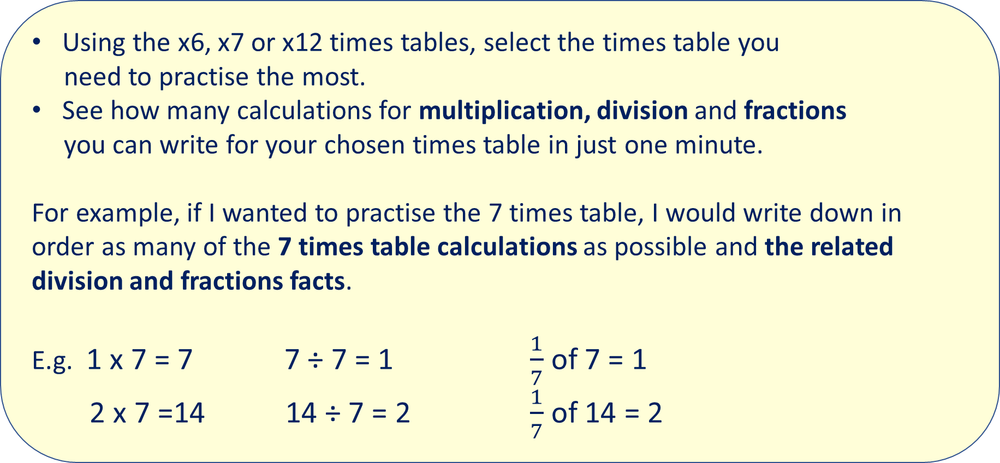 • Using the x6, x7 or x12 times tables, select the times table you
need to practise the most.
• See how many calculations for multiplication, division and fractions
you can write for your chosen times table in just one minute.
For example, if I wanted to practise the 7 times table, I would write down in
order as many of the 7 times table calculations as possible and the related
division and fractions facts.
E.g. 1 x 7 = 7 7 ÷ 7 = 1 1/7 of 7 = 1
2 x 7 =14 14 ÷ 7 = 2 1/7 of 14 = 2